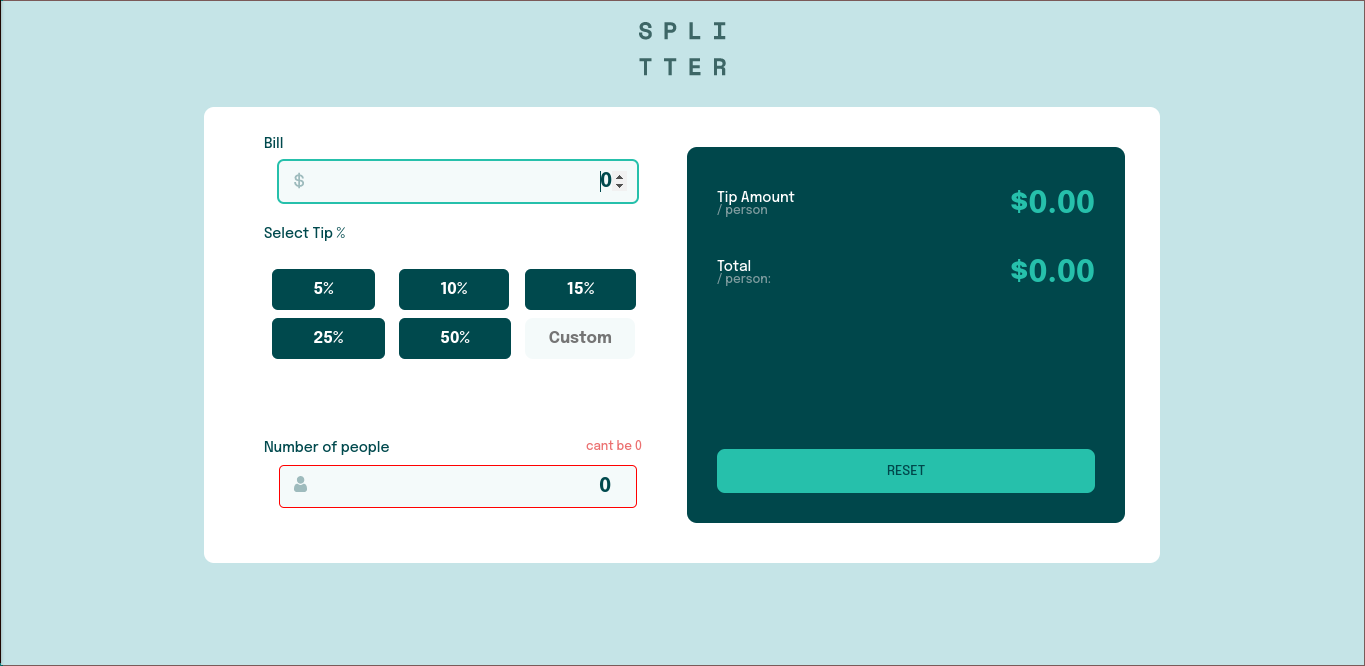 SPLI
TTER
Bill
$ 0
Select Tip %
5% 10% 15%
25% 50% Custom
Number of people cant be 0
0
Tip Amount
/ person
$0.00
Total
/ person:
$0.00
RESET